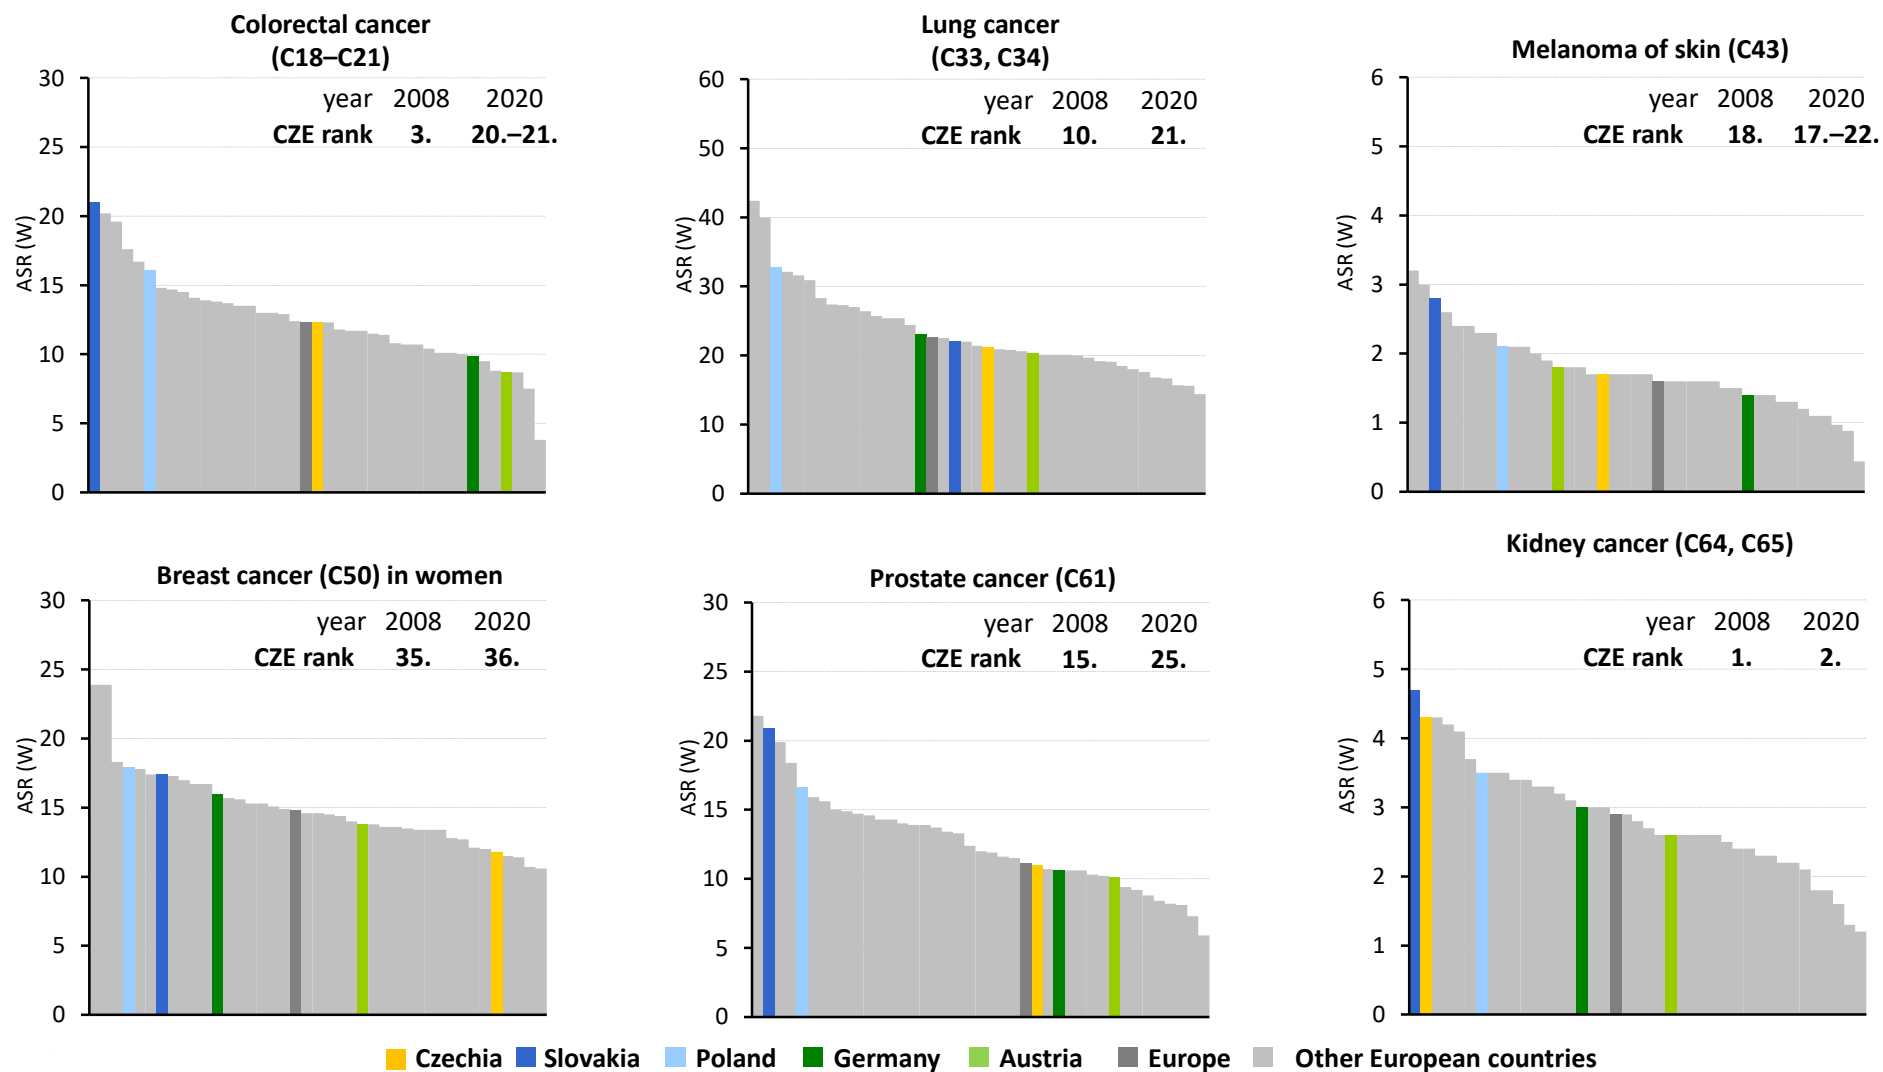 Colorectal cancer
(C18–C21)
30
25
20
15
10
5
0
ASR (W)
year 2008 2020
CZE rank 3. 20.–21.
Lung cancer
(C33, C34)
60
50
40
30
20
10
0
ASR (W)
year 2008 2020
CZE rank 10. 21.
Melanoma of skin (C43)
6
5
4
3
2
1
0
ASR (W)
year 2008 2020
CZE rank 18. 17.–22.
Breast cancer (C50) in women
30
25
20
15
10
5
0
ASR (W)
year 2008 2020
CZE rank 35. 36.
Prostate cancer (C61)
30
25
20
15
10
5
0
ASR (W)
year 2008 2020
CZE rank 15. 25.
Kidney cancer (C64, C65)
6
5
4
3
2
1
0
ASR (W)
year 2008 2020
CZE rank 1. 2.
Czechia Slovakia Poland Germany Austria Europe Other European countries